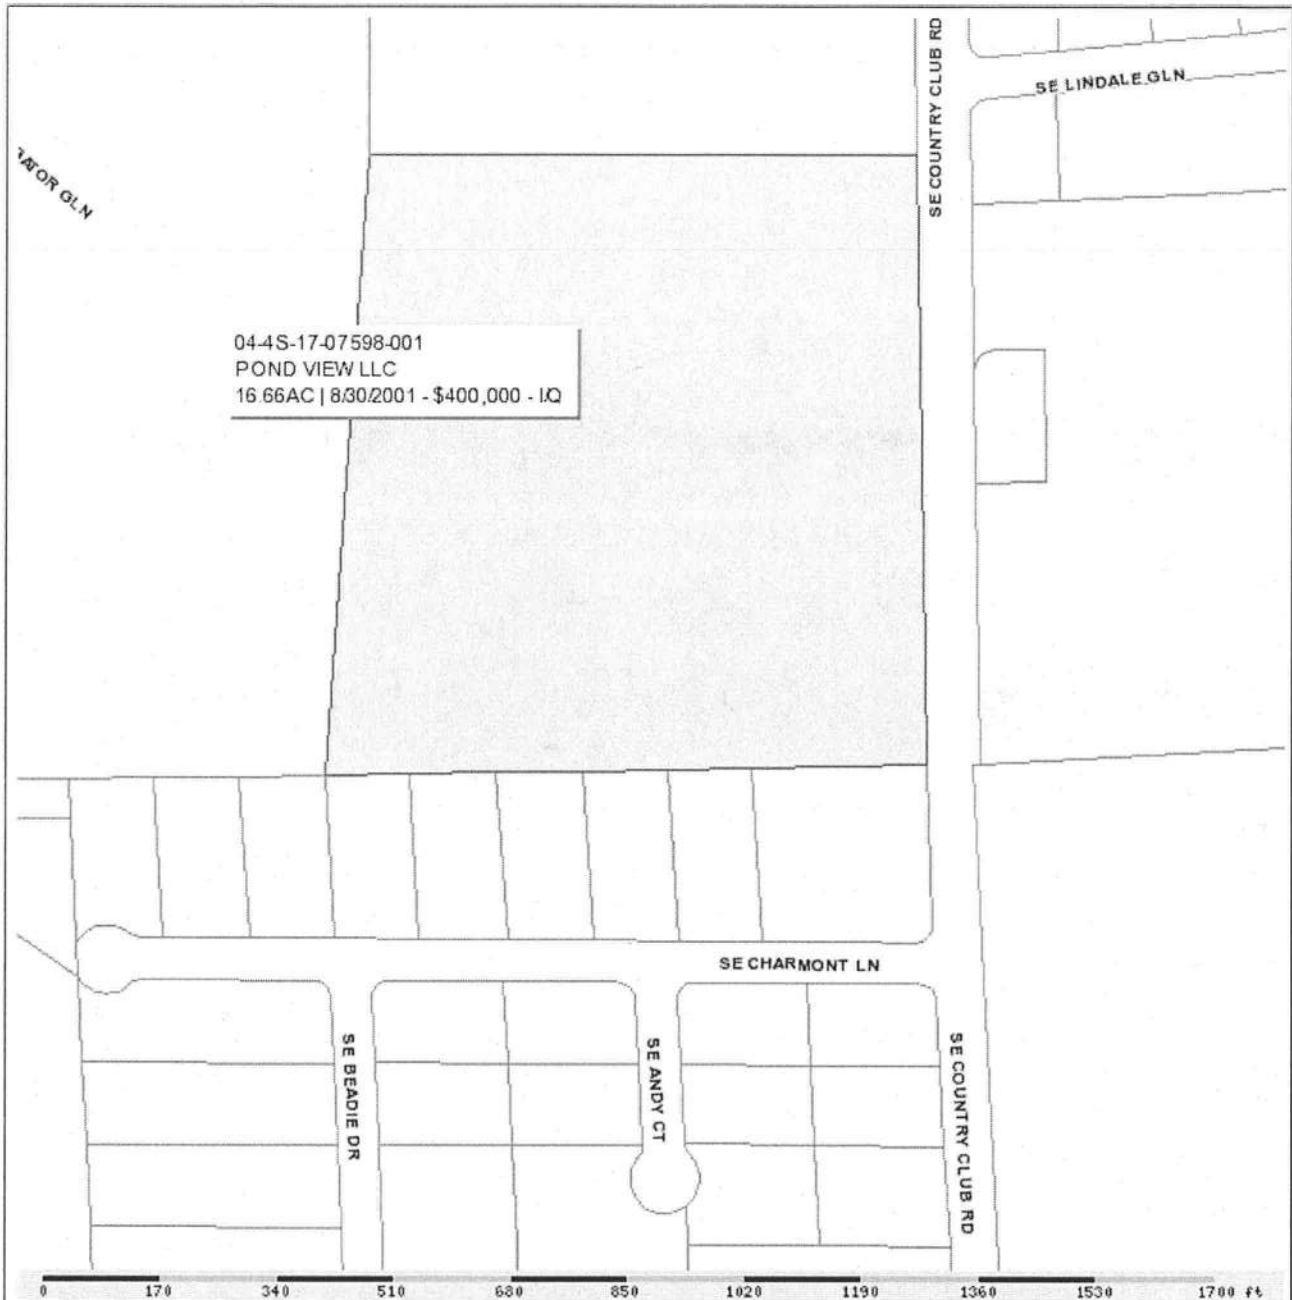 SE COUNTRY CLUB RD
SE LINDALE GLN
ATOR GLN
04-4S-17-07598-001
POND VIEW LLC
16.66AC | 8/30/2001 - $400,000 - I/Q
SE CHARMONT LN
SE BEADIE DR
SE ANDY CT
SE COUNTRY CLUB RD
0 170 340 510 680 850 1020 1190 1360 1530 1700 ft